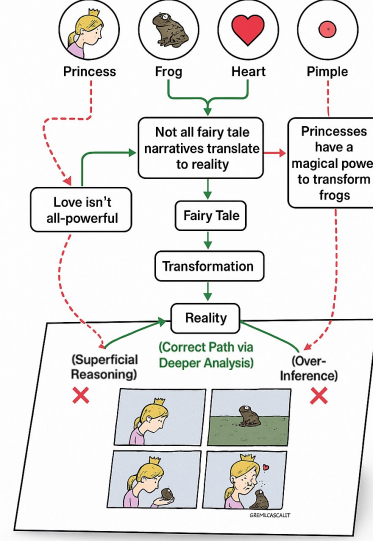 Princess Frog Heart Pimple
Not all fairy tale
narratives translate
to reality
Princesses
have a
magical powe
to transform
frogs
Love isn't
all-powerful
Fairy Tale
Transformation
Reality
(Superficial
Reasoning)
(Correct Path via
Deeper Analysis)
(Over-
Inference)